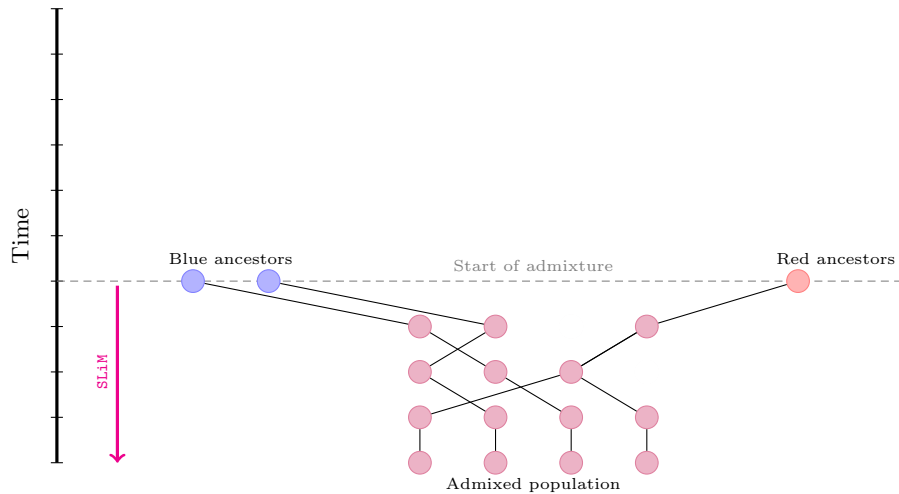 Blue ancestors
Red ancestors
Start of admixture
Time
SLiM
Admixed population